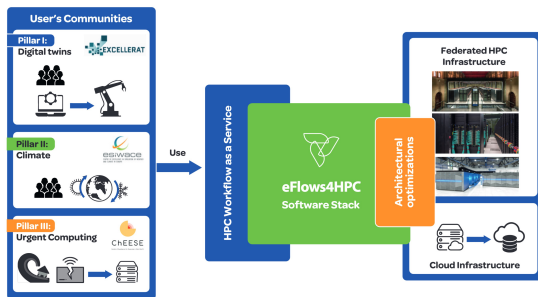 User's Communities
Pillar I:
Digital twins
EXCELLERAT
Pillar II:
Climate
esiwace
Pillar III:
Urgent Computing
ChEESE
Use
HPC Workflow as a Service
eFlows4HPC
Software Stack
Architectural
optimizations
Federated HPC
Infrastructure
Cloud Infrastructure